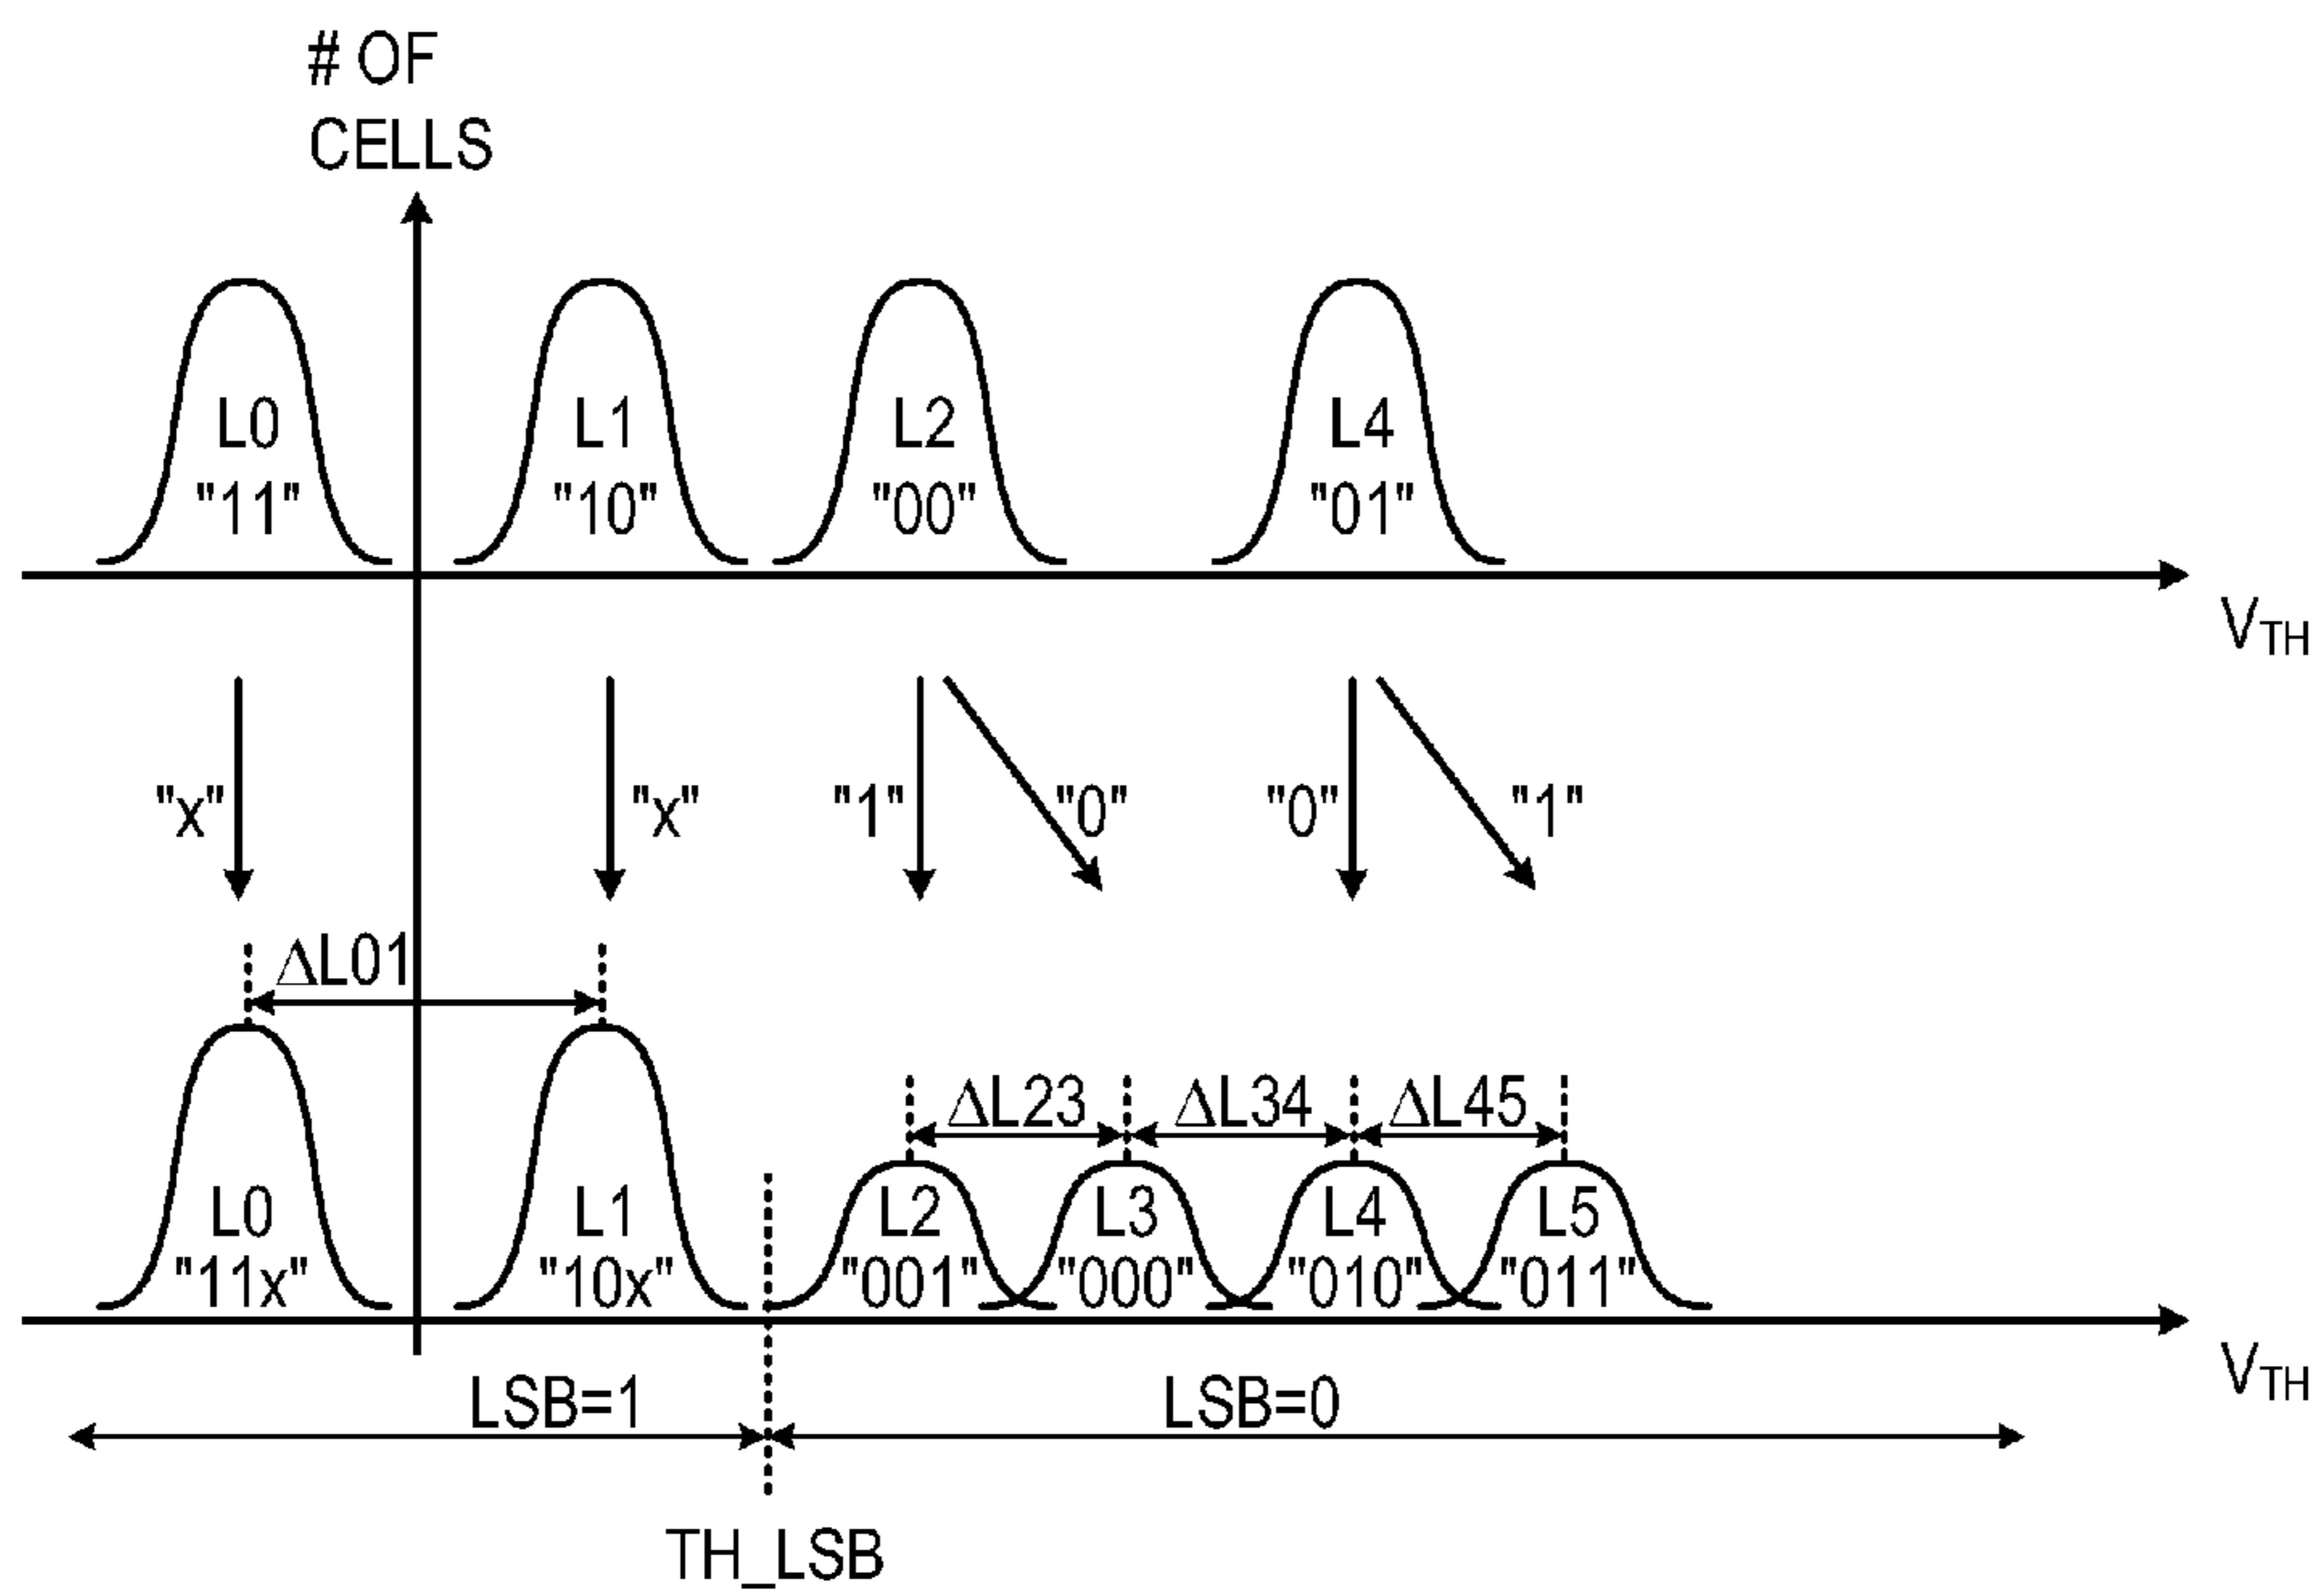 # OF
CELLS
L0 L1 L2 L4
"11" "10" "00" "01"
VTH
"x" "x" "1" "0" "0" "1"
ΔL01
ΔL23 ΔL34 ΔL45
L0 L1 L2 L3 L4 L5
"11x" "10x" "001" "000" "010" "011"
VTH
LSB=1 LSB=0
TH_LSB